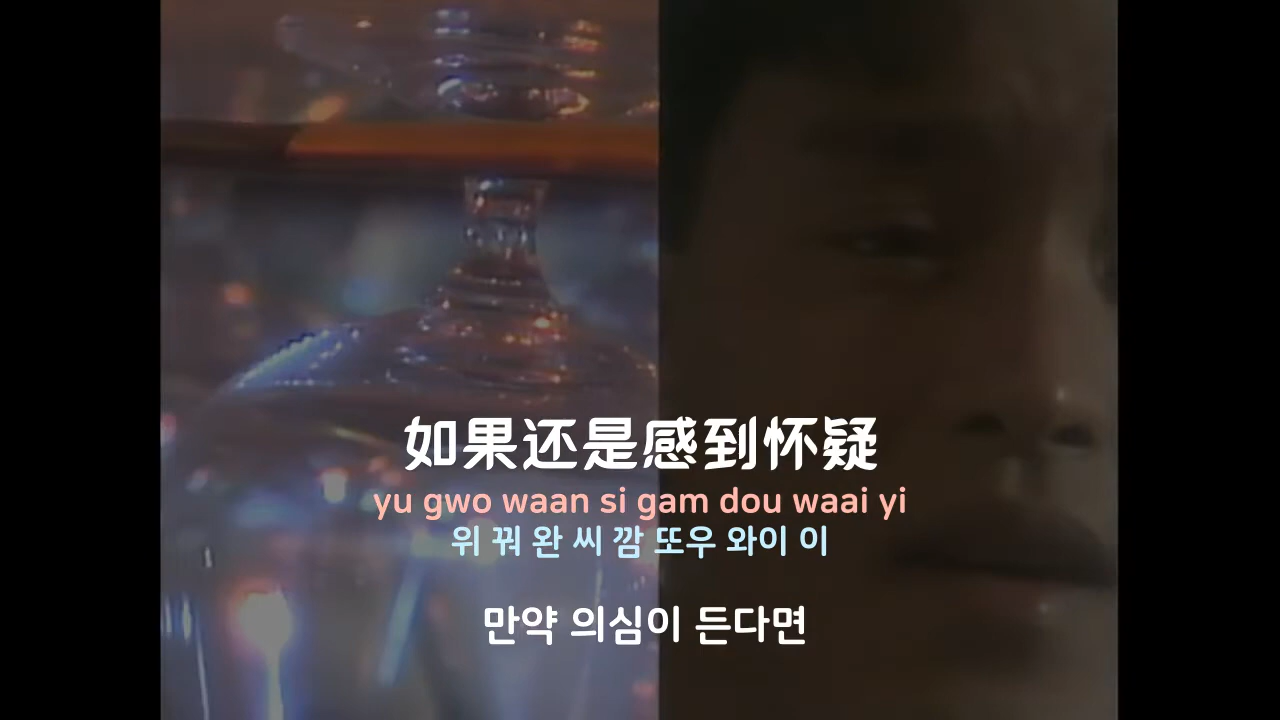 如果还是感到怀疑
yu gwo waan si gam dou waai yi
위 꿔 완 씨 깜 또우 와이 이
만약 의심이 든다면